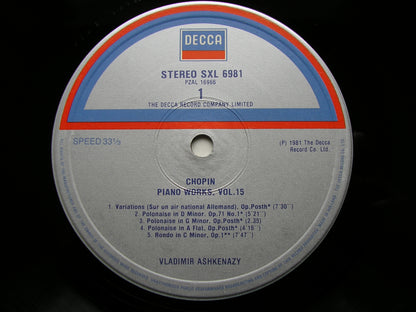 DECCA
STEREO SXL 6981
PZAL 16966
1
THE DECCA RECORD COMPANY LIMITED
SPEED 33⅓
(P) 1981 The Decca
Record Co. Ltd.
CHOPIN
PIANO WORKS, VOL.15
1. Variations (Sur un air national Allemand), Op.Posth* (7'30")
2. Polonaise in D Minor, Op.71 No.1* (5'21")
3. Polonaise in G Minor, Op.Posth* (2.35)
4. Polonaise in A Flat, Op.Posth* (4'15")
5. Rondo in C Minor, Op.1** (7'47")
VLADIMIR ASHKENAZY